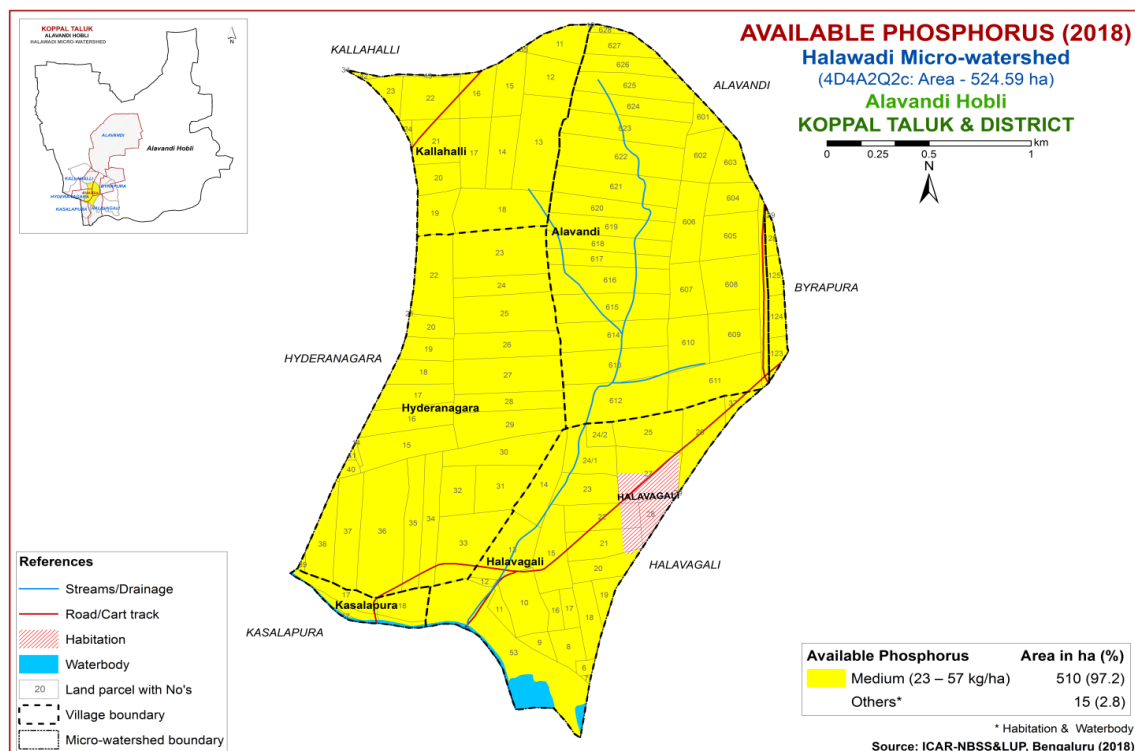 KOPPAL TALUK
ALAVANDI HOBLI
HALAWADI MICRO-WATERSHED
N
ALAVANDI
Alavandi Hobli
KALLAHALLI
BYRAPURA
HYDERANAGARA
KASALAPURA
AVAILABLE PHOSPHORUS (2018)
Halawadi Micro-watershed
(4D4A2Q2c: Area - 524.59 ha)
Alavandi Hobli
KOPPAL TALUK & DISTRICT
0 0.25 0.5 1 km
N
KALLAHALLI
ALAVANDI
11 627
626
23 22 16 15 12 625
624 601
21 623
Kallahalli 17 14 13 622 602
603
20 621
19 18 620 606
Alavandi 619 605
618
23 617
22 24 616 607 608 125
BYRAPURA
25 615
124
20 26 614 610 609
HYDERANAGARA
19 123
18 27 613
611
17 28 612
Hyderanagara
16 29
15 24/2 25
30 24/1
40 27
32 31 14 23
HALAVAGALI
37 36 35 34 28
38 33 13 15 21
Halavagali
HALAVAGALI
20
17 12 19
Kasalapura 18 11 10 16 17 18
KASALAPURA
9 8
53 6
References
Streams/Drainage
Road/Cart track
Habitation
Waterbody
20 Land parcel with No's
Village boundary
Micro-watershed boundary
Available Phosphorus Area in ha (%)
Medium (23 – 57 kg/ha) 510 (97.2)
Others* 15 (2.8)
* Habitation & Waterbody
Source: ICAR-NBSS&LUP, Bengaluru (2018)